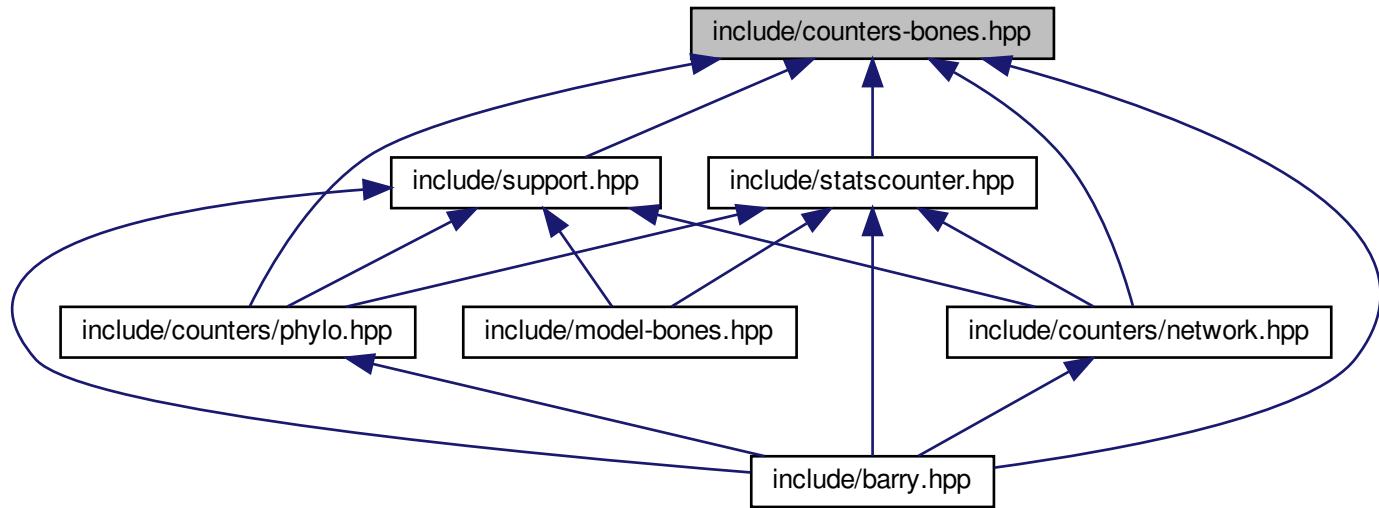 include/counters-bones.hpp
include/support.hpp
include/statscounter.hpp
include/counters/phylo.hpp
include/model-bones.hpp
include/counters/network.hpp
include/barry.hpp